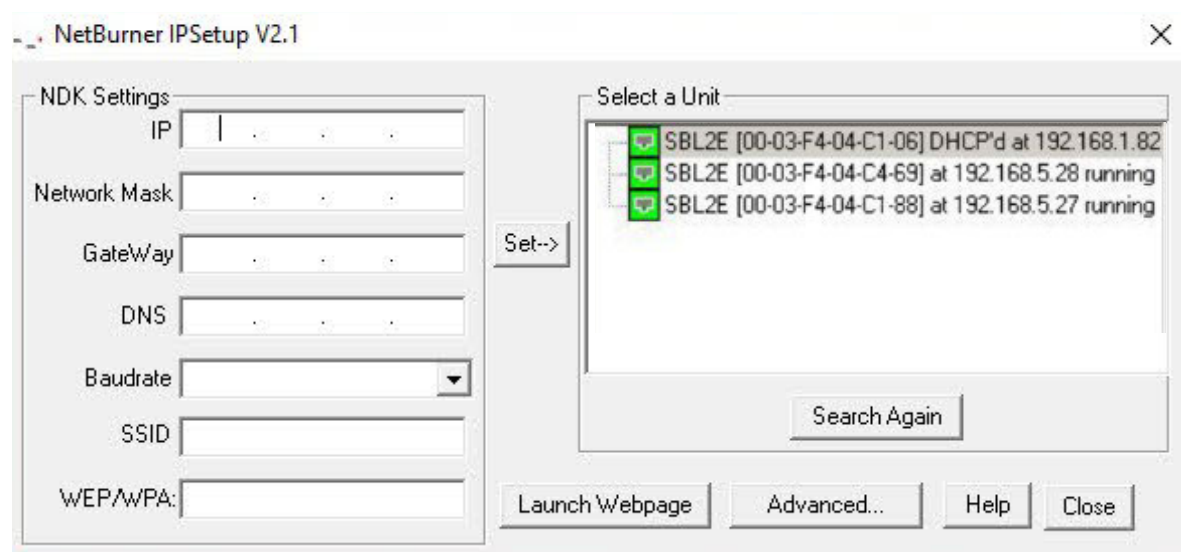 NetBurner IPSetup V2.1
NDK Settings
IP
Network Mask
GateWay
DNS
Baudrate
SSID
WEP/WPA:
Set-->
Select a Unit
SBL2E [00-03-F4-04-C1-06] DHCP'd at 192.168.1.82
SBL2E [00-03-F4-04-C4-69] at 192.168.5.28 running
SBL2E [00-03-F4-04-C1-88] at 192.168.5.27 running
Search Again
Launch Webpage
Advanced...
Help
Close